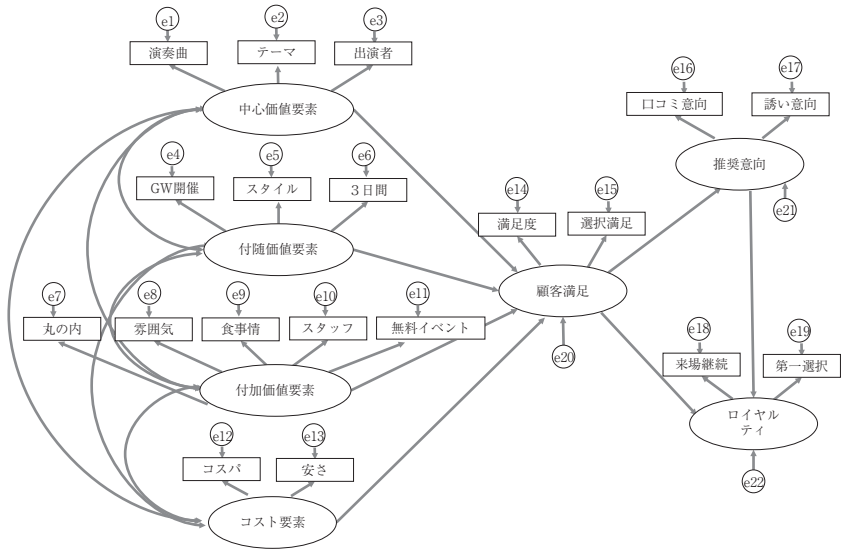 e1
e2
e3
演奏曲
テーマ
出演者
中心価値要素
e4
e5
e6
GW開催
スタイル
3日間
付随価値要素
e7
e8
e9
e10
e11
丸の内
雰囲気
食事情
スタッフ
無料イベント
付加価値要素
e12
e13
コスパ
安さ
コスト要素
e14
e15
満足度
選択満足
顧客満足
e20
e16
e17
口コミ意向
誘い意向
推奨意向
e21
e18
e19
来場継続
第一選択
ロイヤル
ティ
e22